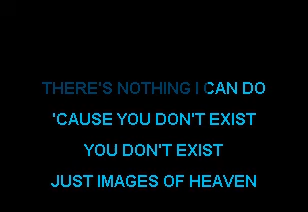 THERE'S NOTHING I CAN DO
'CAUSE YOU DON'T EXIST
YOU DON'T EXIST
JUST IMAGES OF HEAVEN